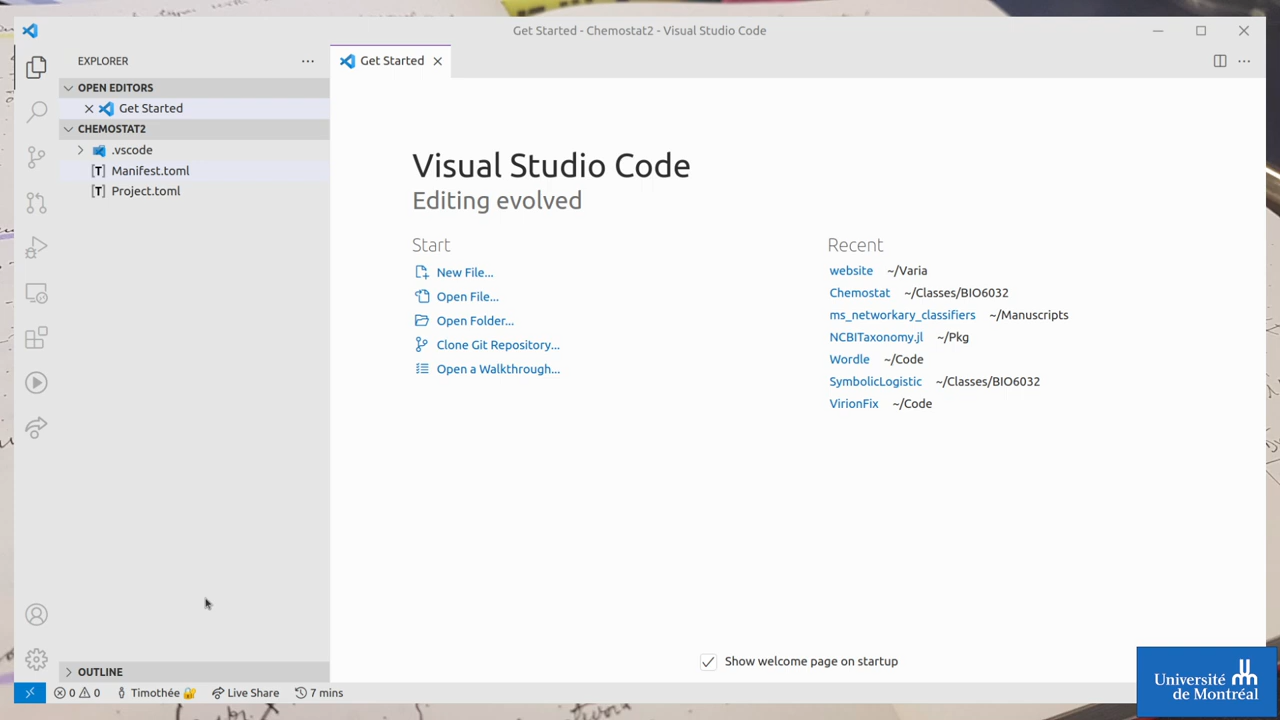 Get Started - Chemostat2 - Visual Studio Code
EXPLORER
Get Started
OPEN EDITORS
Get Started
CHEMOSTAT2
.vscode
Manifest.toml
Project.toml
Visual Studio Code
Editing evolved
Start
New File...
Open File...
Open Folder...
Clone Git Repository...
Open a Walkthrough...
Recent
website ~/Varia
Chemostat ~/Classes/BIO6032
ms_networkary_classifiers ~/Manuscripts
NCBITaxonomy.jl ~/Pkg
Wordle ~/Code
SymbolicLogistic ~/Classes/BIO6032
VirionFix ~/Code
Show welcome page on startup
OUTLINE
0 0 Timothée Live Share 7 mins
Université
de Montréal